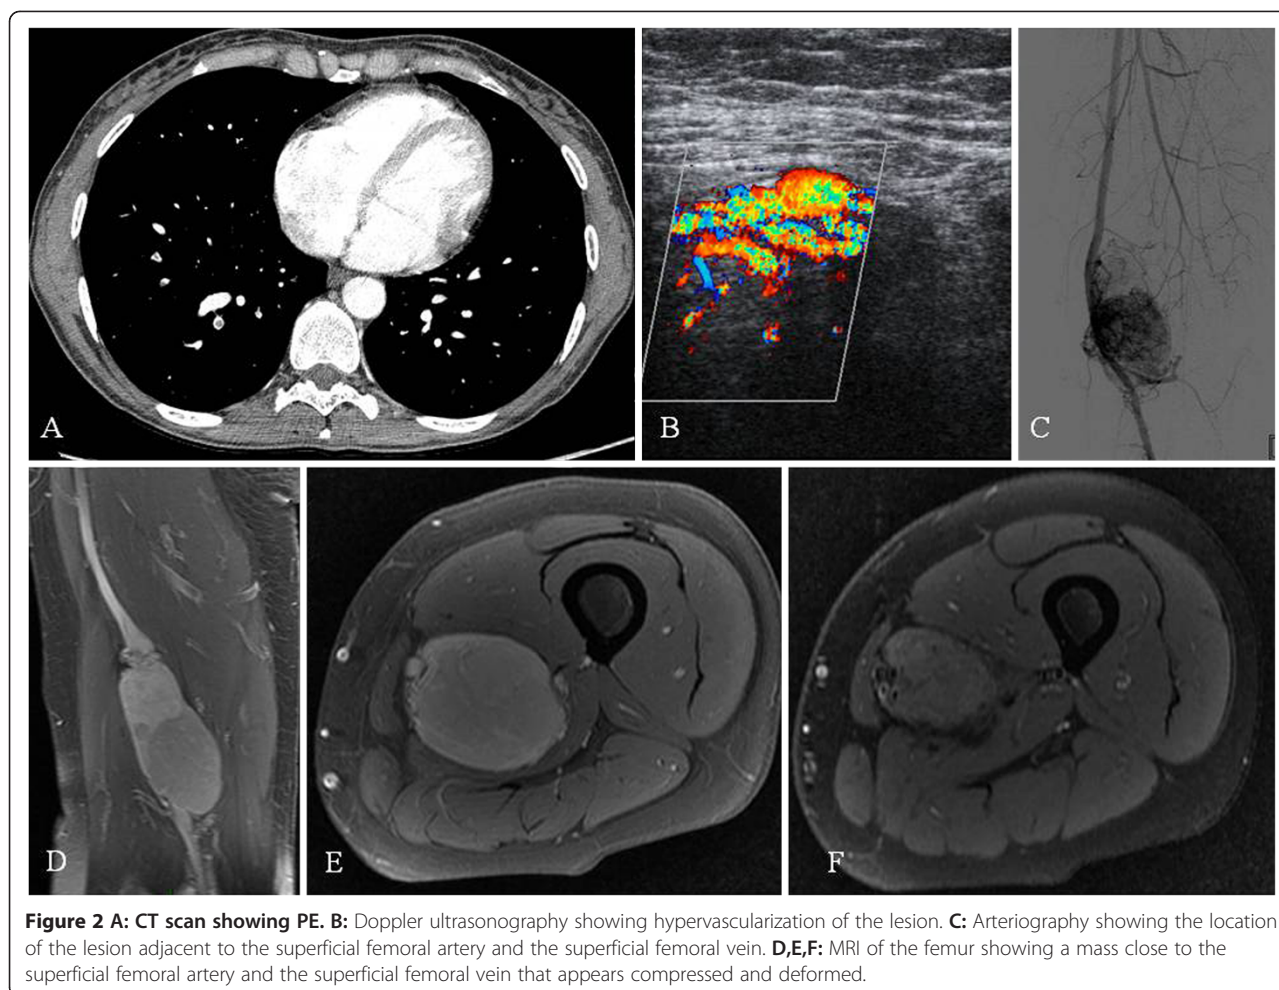 A
B
C
D
E
F
Figure 2 A: CT scan showing PE. B: Doppler ultrasonography showing hypervascularization of the lesion. C: Arteriography showing the location
of the lesion adjacent to the superficial femoral artery and the superficial femoral vein. D,E,F: MRI of the femur showing a mass close to the
superficial femoral artery and the superficial femoral vein that appears compressed and deformed.